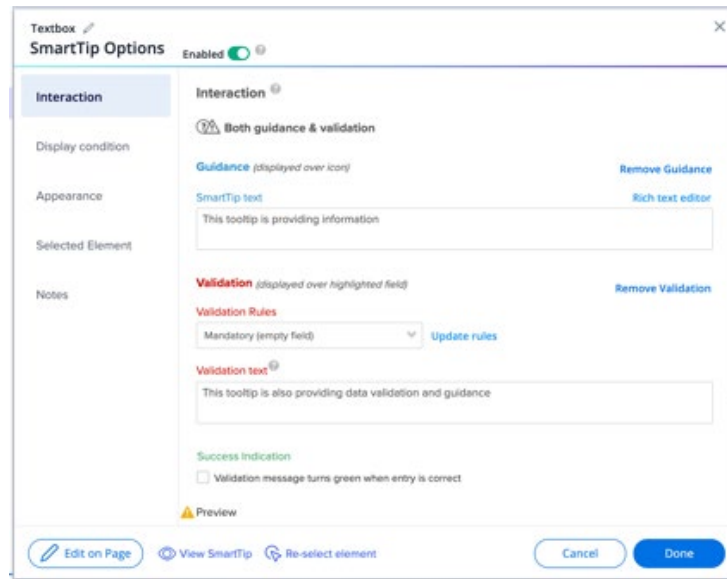 Textbox
SmartTip Options Enabled
Interaction
Display condition
Appearance
Selected Element
Notes
Interaction
Both guidance & validation
Guidance (displayed over icon) Remove Guidance
SmartTip text Rich text editor
This tooltip is providing information
Validation (displayed over highlighted field) Remove Validation
Validation Rules
Mandatory (empty field) Update rules
Validation text
This tooltip is also providing data validation and guidance
Success Indication
Validation message turns green when entry is correct
Preview
Edit on Page View SmartTip Re-select element Cancel Done